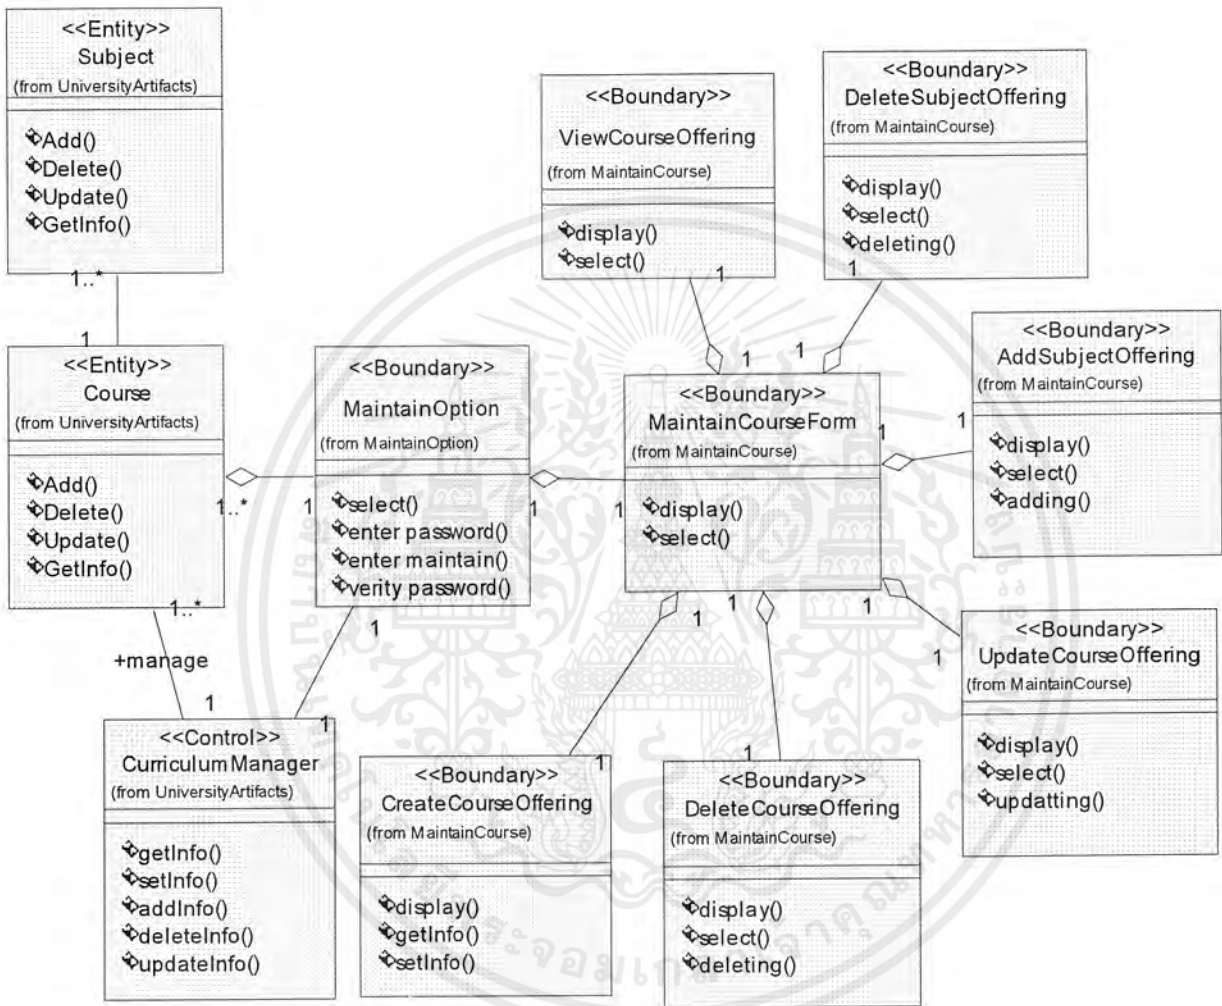 <<Entity>>
Subject
(from UniversityArtifacts)
Add()
Delete()
Update()
GetInfo()
1..*
1
<<Entity>>
Course
(from UniversityArtifacts)
Add()
Delete()
Update()
GetInfo()
1..*
1
1..*
+manage
1
<<Boundary>>
MaintainOption
(from MaintainOption)
select()
enter password()
enter maintain()
verity password()
1
1
1
1
<<Control>>
CurriculumManager
(from UniversityArtifacts)
getInfo()
setInfo()
addInfo()
deleteInfo()
updateInfo()
<<Boundary>>
ViewCourseOffering
(from MaintainCourse)
display()
select()
1
1
<<Boundary>>
DeleteSubjectOffering
(from MaintainCourse)
display()
select()
deleting()
1
1
<<Boundary>>
MaintainCourseForm
(from MaintainCourse)
display()
select()
1
1
<<Boundary>>
AddSubjectOffering
(from MaintainCourse)
display()
select()
adding()
1
1
<<Boundary>>
UpdateCourseOffering
(from MaintainCourse)
display()
select()
updatting()
1
1
<<Boundary>>
CreateCourseOffering
(from MaintainCourse)
display()
getInfo()
setInfo()
1
1
<<Boundary>>
DeleteCourseOffering
(from MaintainCourse)
display()
select()
deleting()